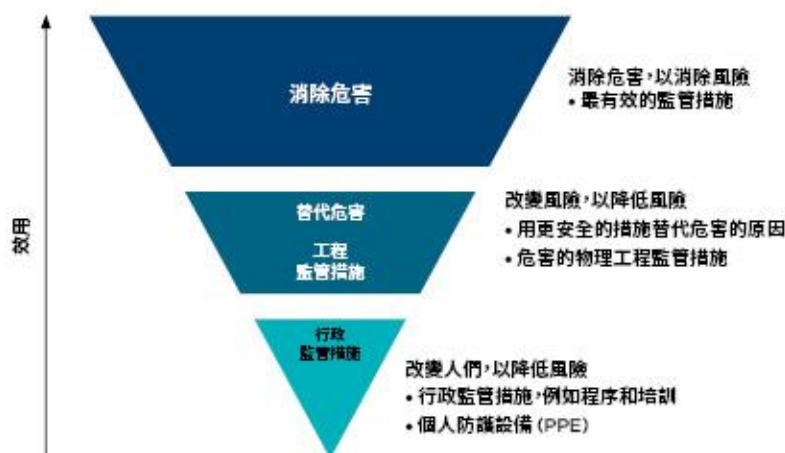 效用
消除危害
消除危害，以消除風險
• 最有效的監管措施
替代危害
工程
監管措施
改變風險，以降低風險
• 用更安全的措施替代危害的原因
• 危害的物理工程監管措施
行政
監管措施
改變人們，以降低風險
• 行政監管措施，例如程序和培訓
• 個人防護設備 (PPE)